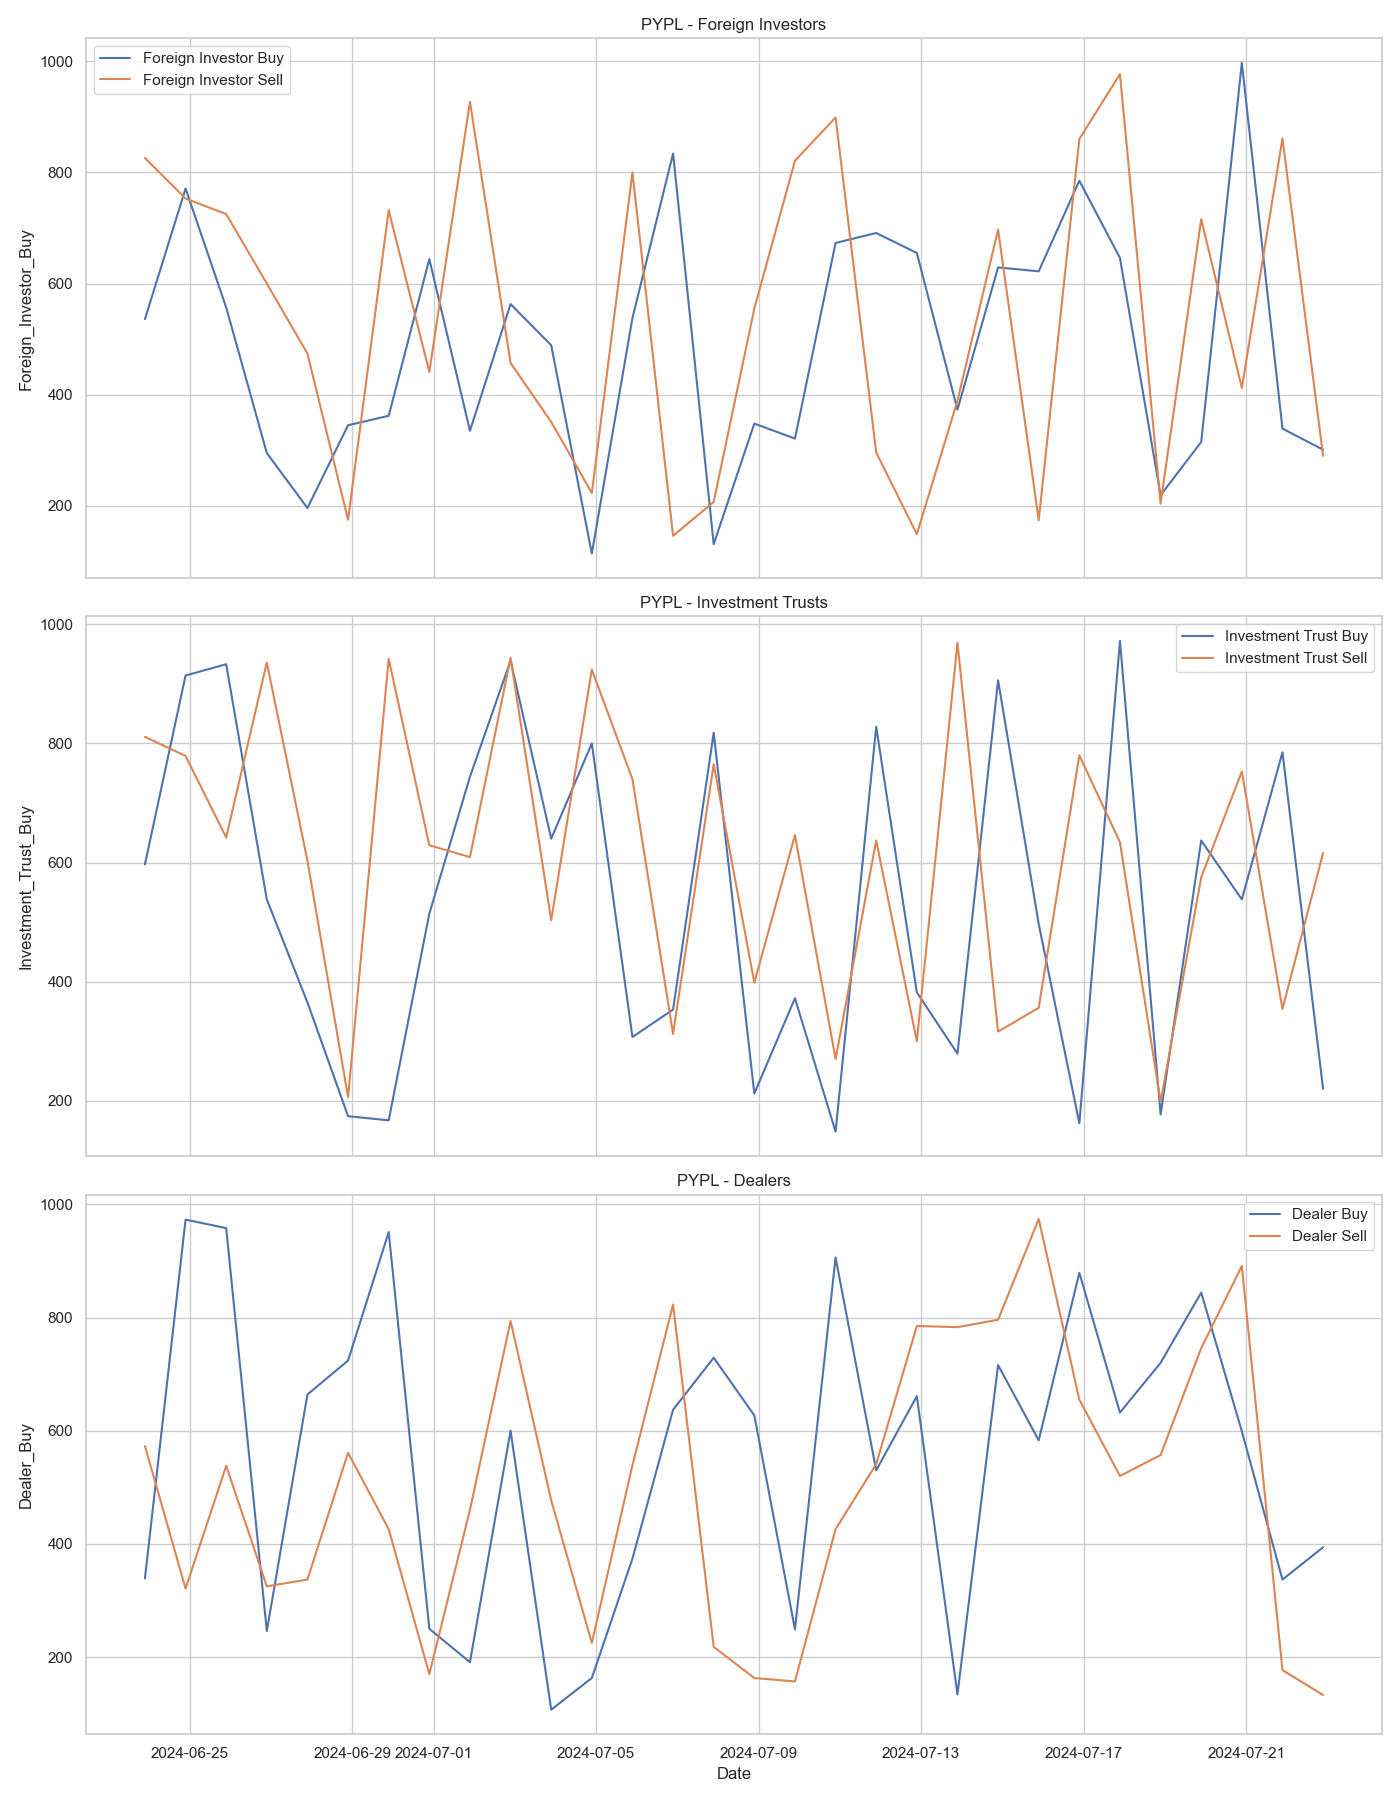 PYPL - Foreign Investors
Foreign Investor Buy
Foreign Investor Sell
1000
800
600
400
200
Foreign_Investor_Buy
PYPL - Investment Trusts
Investment Trust Buy
Investment Trust Sell
1000
800
600
400
200
Investment_Trust_Buy
PYPL - Dealers
Dealer Buy
Dealer Sell
1000
800
600
400
200
Dealer_Buy
2024-06-25 2024-06-29 2024-07-01 2024-07-05 2024-07-09 2024-07-13 2024-07-17 2024-07-21
Date